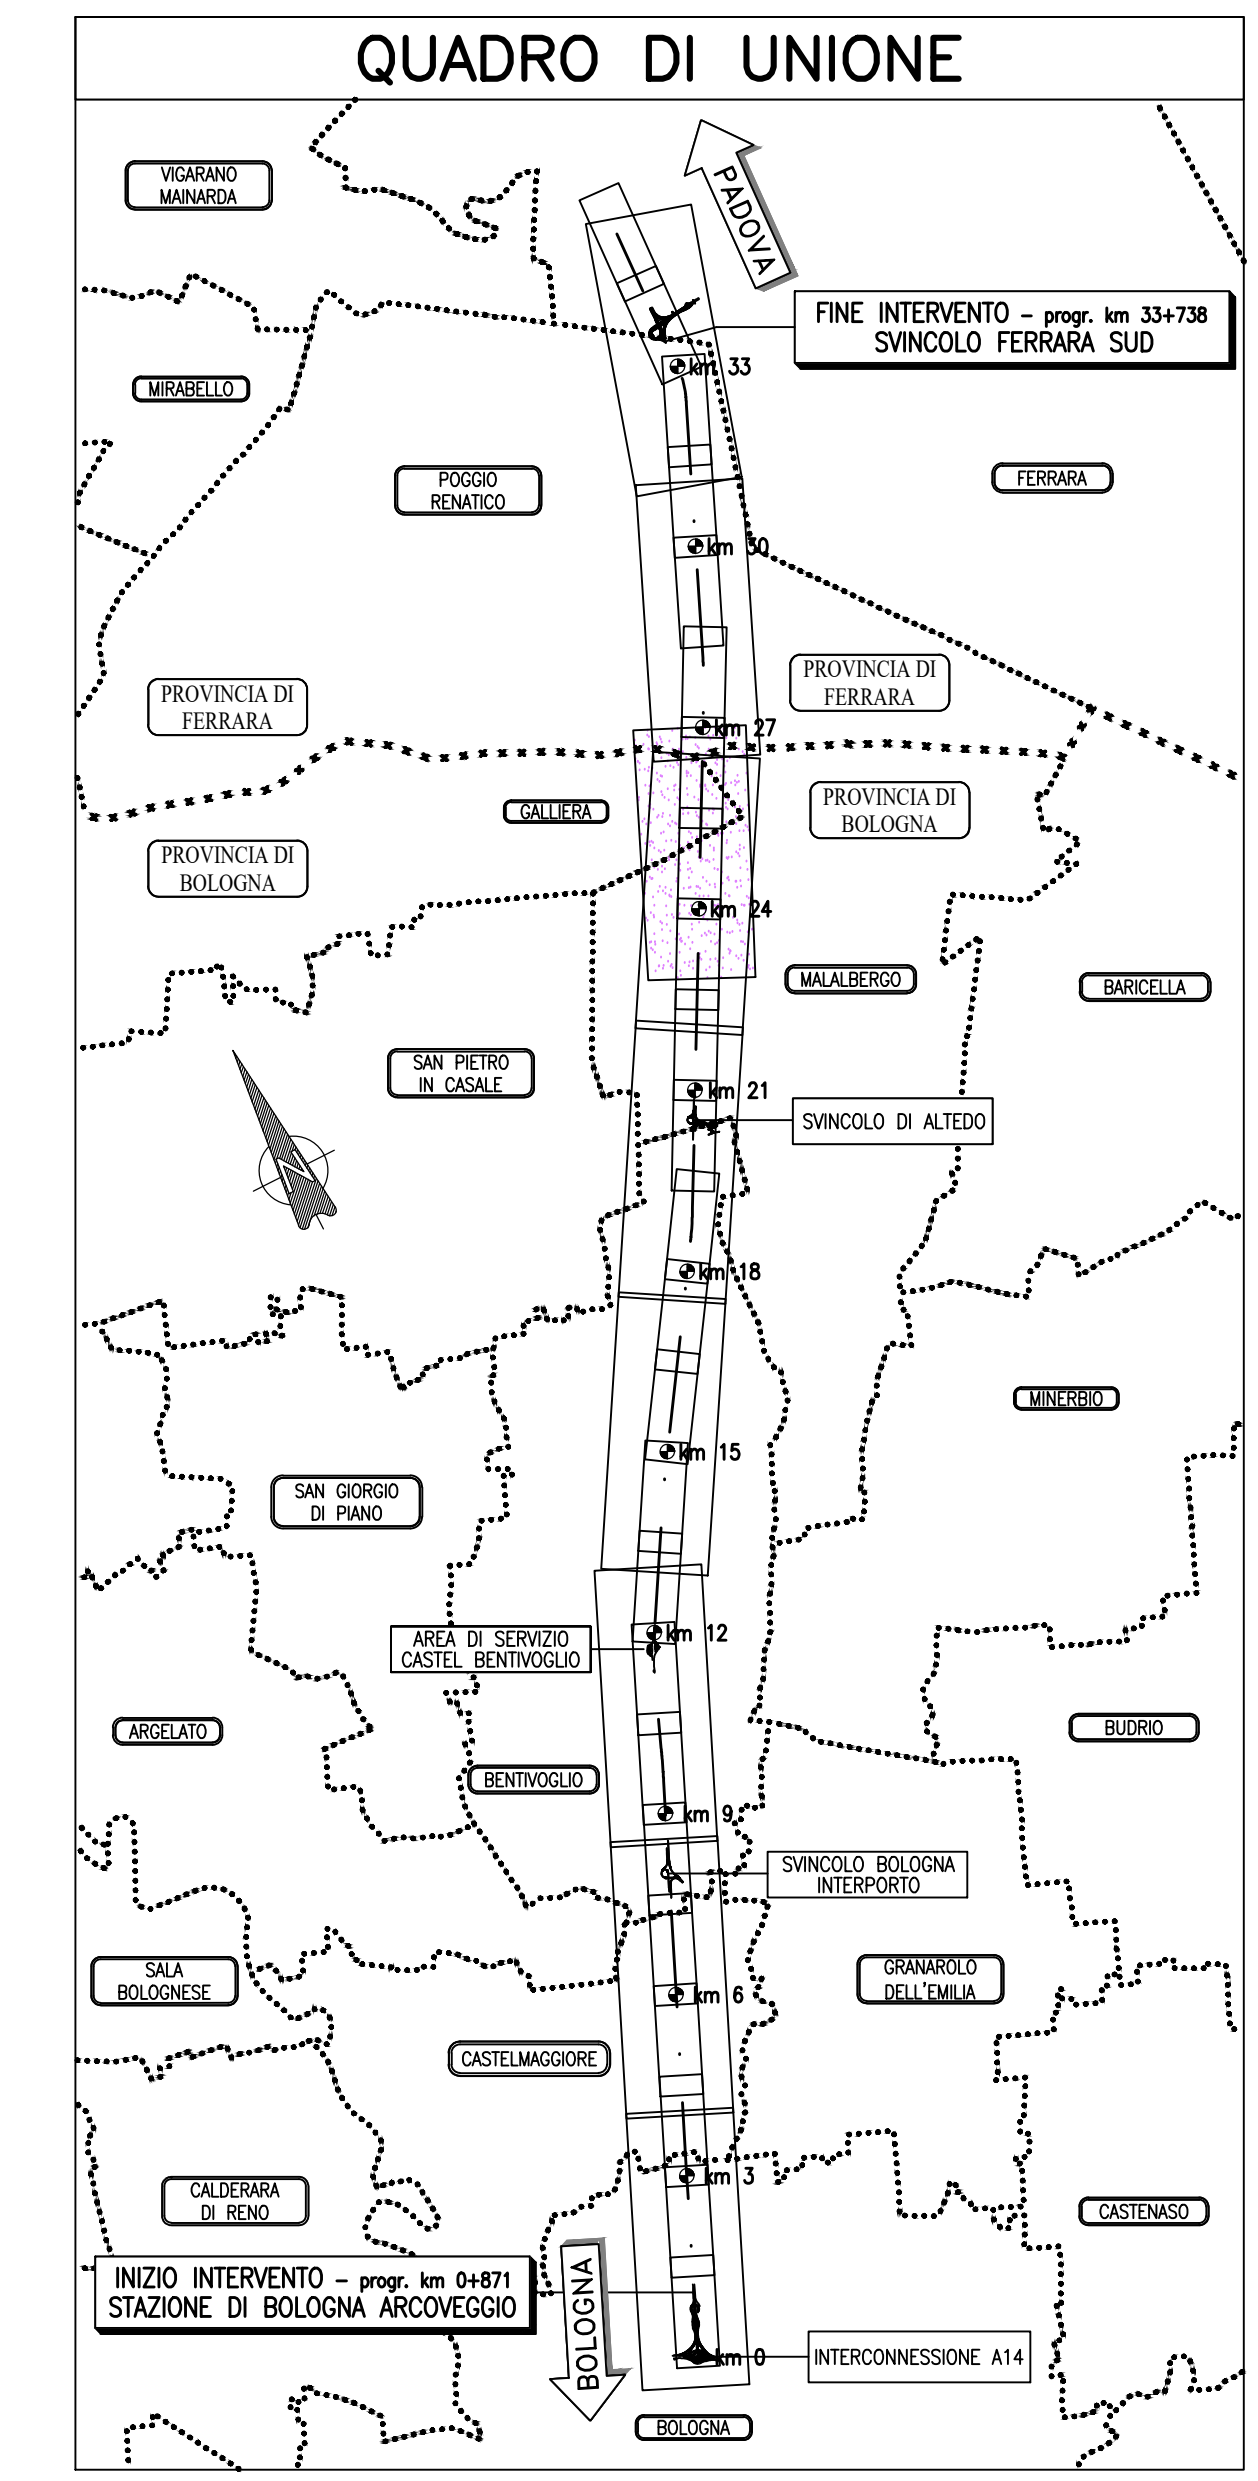 QUADRO DI UNIONE
VIGARANO
MAINARDA
PADOVA
FINE INTERVENTO – progr. km 33+738
SVINCOLO FERRARA SUD
km 33
MIRABELLO
POGGIO
RENATICO
FERRARA
km 30
PROVINCIA DI
FERRARA
PROVINCIA DI
FERRARA
km 27
GALLIERA
PROVINCIA DI
BOLOGNA
PROVINCIA DI
BOLOGNA
km 24
MALALBERGO
BARICELLA
SAN PIETRO
IN CASALE
km 21
SVINCOLO DI ALTEDO
N
km 18
MINERBIO
km 15
SAN GIORGIO
DI PIANO
km 12
AREA DI SERVIZIO
CASTEL BENTIVOGLIO
ARGELATO
BUDRIO
BENTIVOGLIO
km 9
SVINCOLO BOLOGNA
INTERPORTO
SALA
BOLOGNESE
GRANAROLO
DELL'EMILIA
km 6
CASTELMAGGIORE
km 3
CALDERARA
DI RENO
CASTENASO
INIZIO INTERVENTO – progr. km 0+871
STAZIONE DI BOLOGNA ARCOVEGGIO
BOLOGNA
km 0
INTERCONNESSIONE A14
BOLOGNA